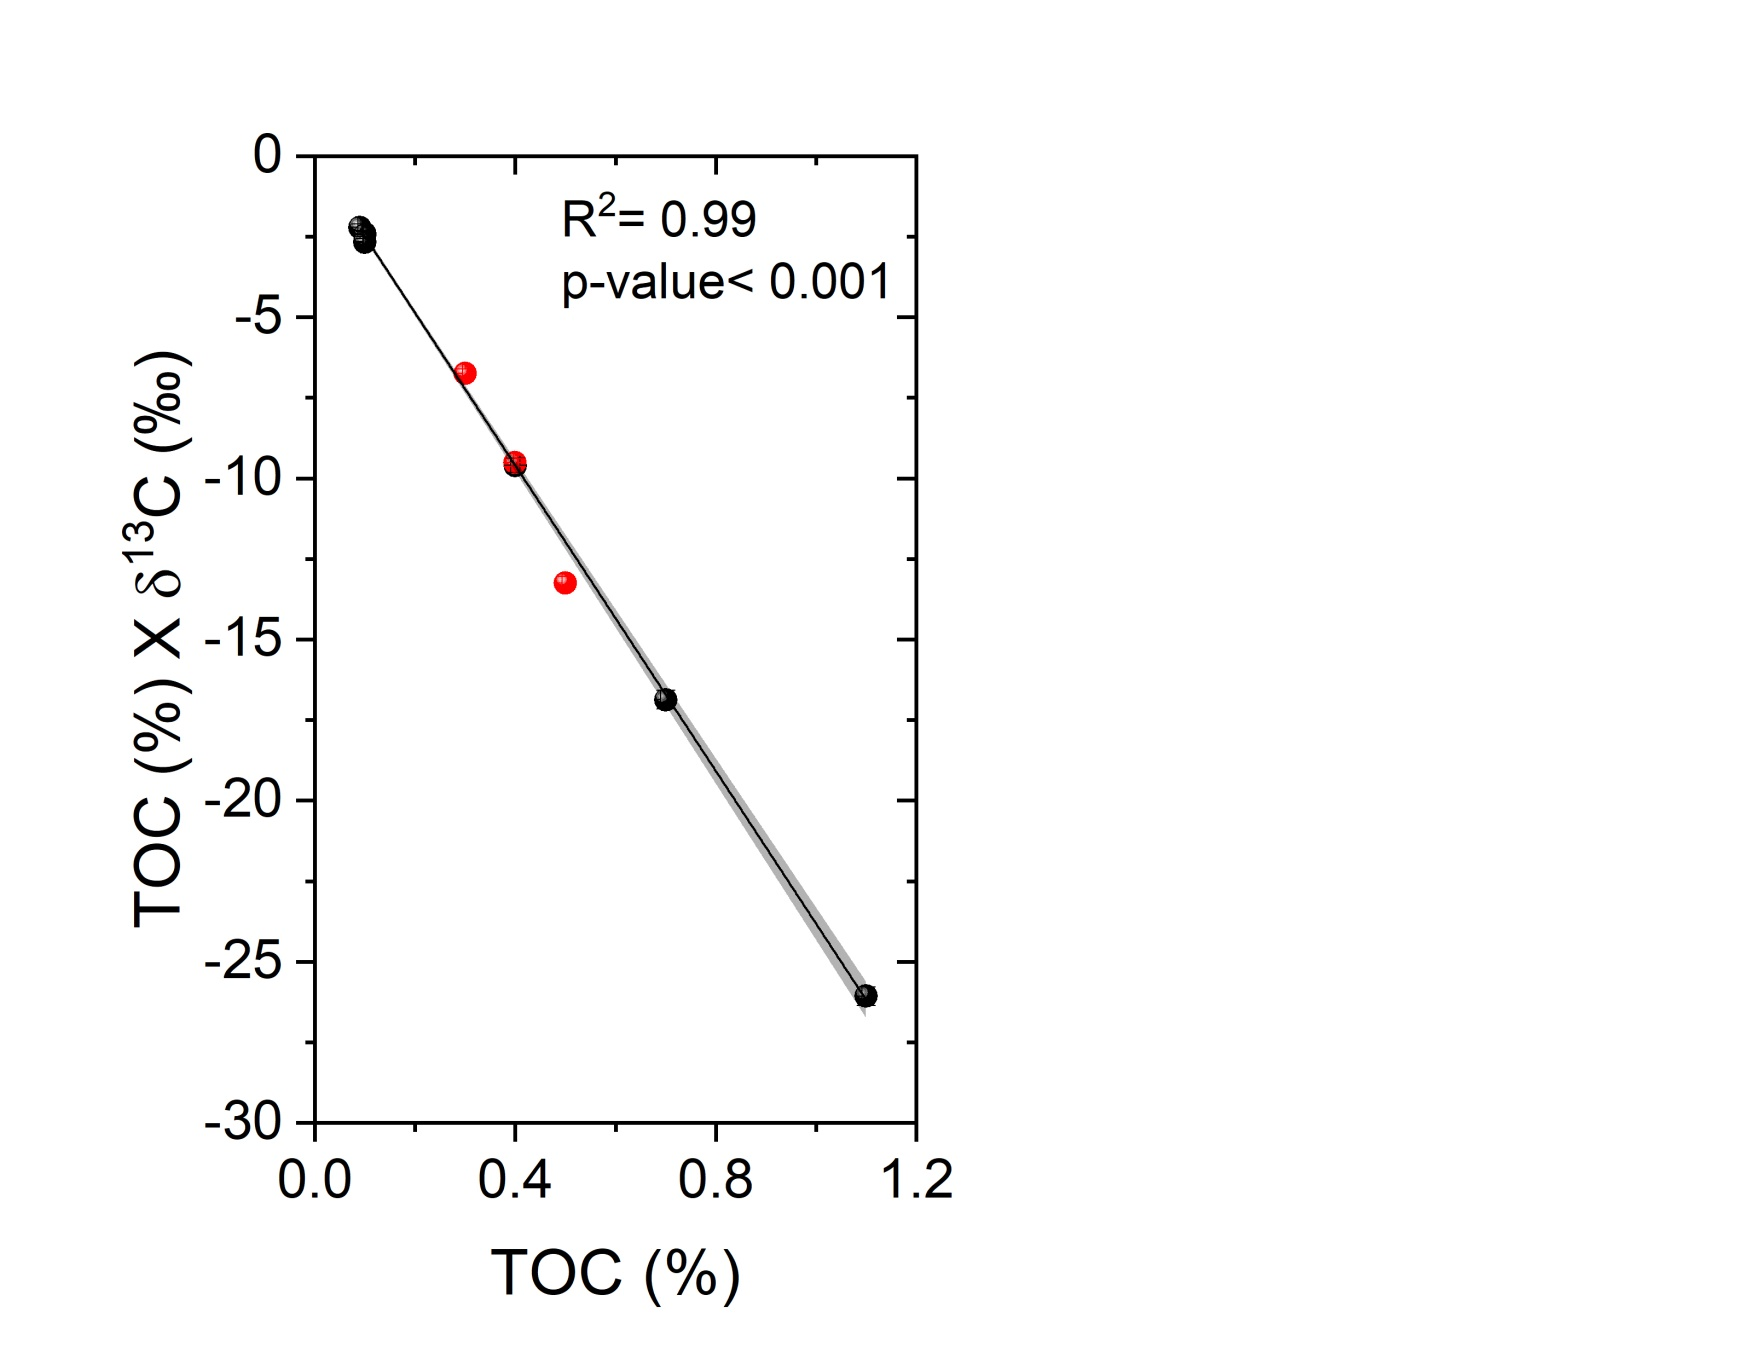 0
-5
-10
-15
-20
-25
-30
0.0
0.4
0.8
1.2
R²= 0.99
p-value< 0.001
TOC (%) X δ¹³C (‰)
TOC (%)